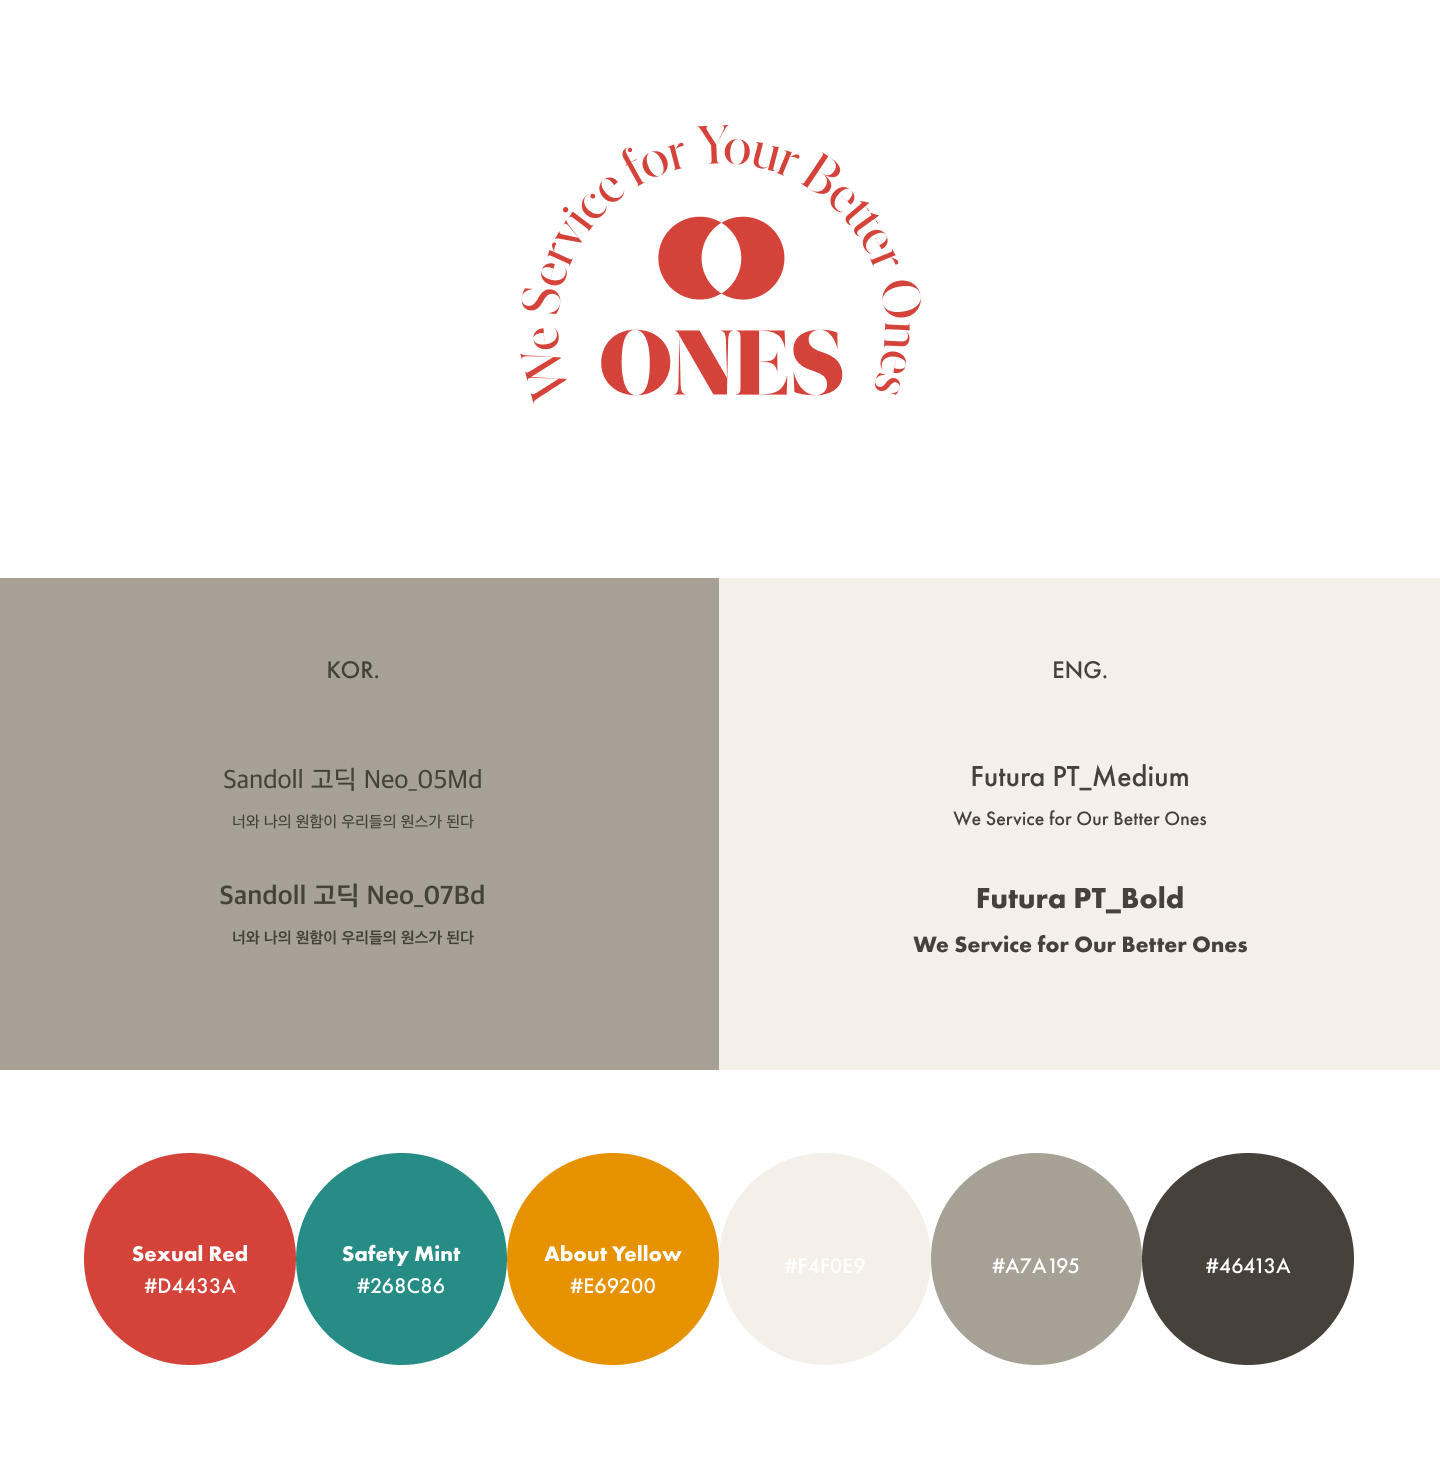 We Service for Your Better Ones
ONES
KOR.
Sandoll 고딕 Neo_05Md
너와 나의 원함이 우리들의 원스가 된다
Sandoll 고딕 Neo_07Bd
너와 나의 원함이 우리들의 원스가 된다
ENG.
Futura PT_Medium
We Service for Our Better Ones
Futura PT_Bold
We Service for Our Better Ones
Sexual Red
#D4433A
Safety Mint
#268C86
About Yellow
#E69200
#F4F0E9
#A7A195
#46413A